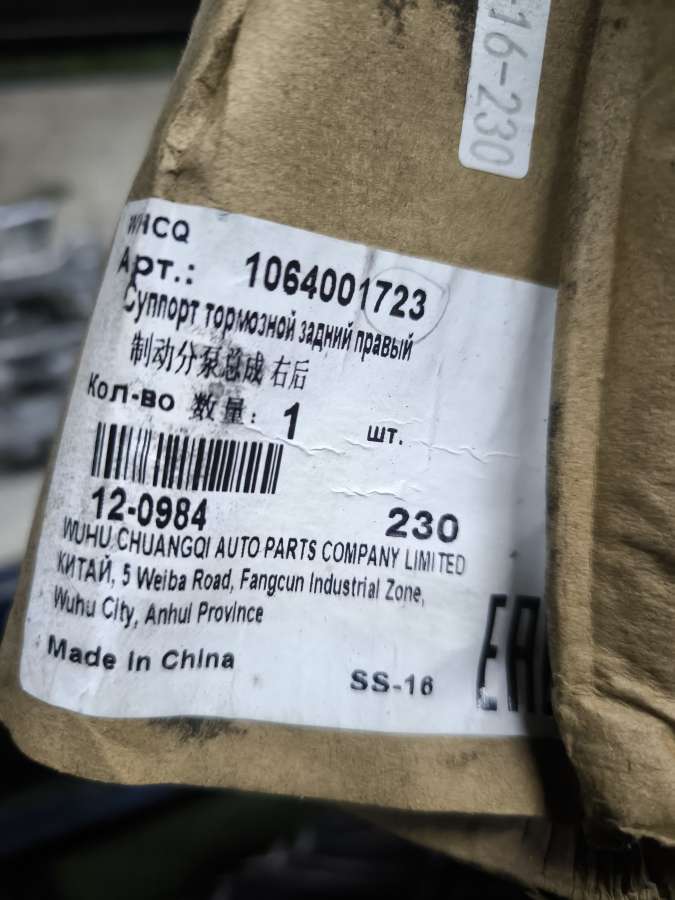 -16-230
WHCQ
Арт.: 1064001723
Суппорт тормозной задний правый
制动分泵总成 右后
Кол-во 数量: 1 шт.
12-0984 230
WUHU CHUANGQI AUTO PARTS COMPANY LIMITED
КИТАЙ, 5 Weiba Road, Fangcun Industrial Zone,
Wuhu City, Anhui Province
Made in China SS-16
EAC